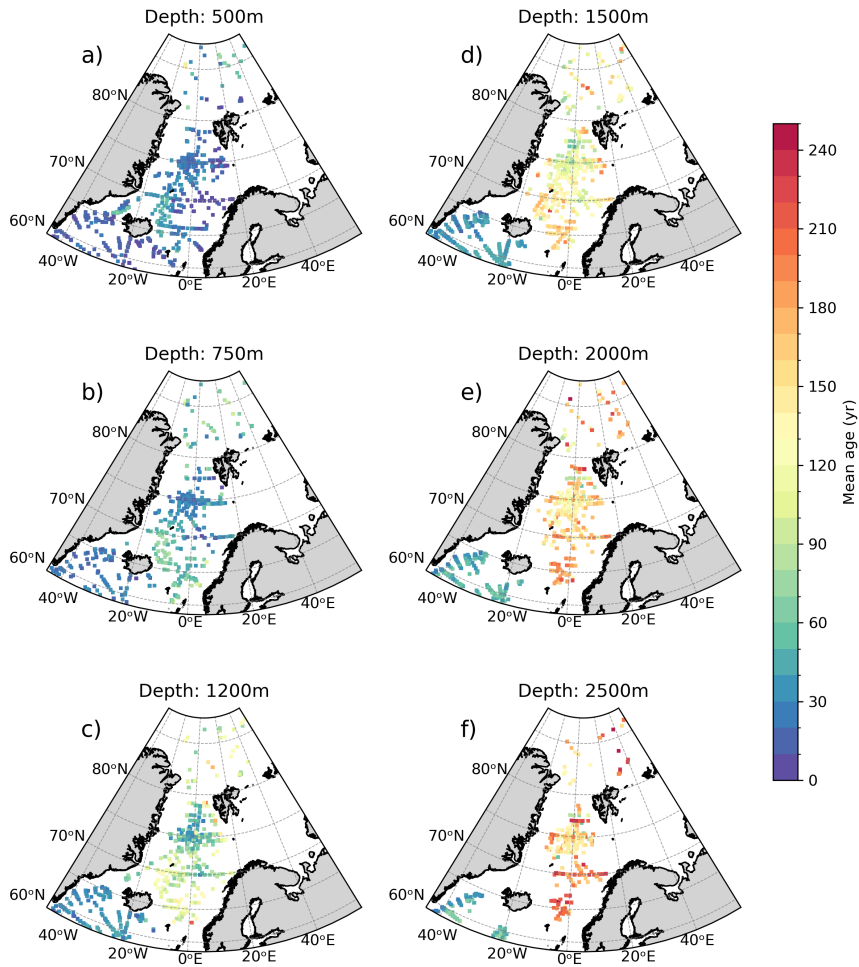 Depth: 500m
a)
80°N
70°N
60°N
40°W
20°W
0°E
20°E
40°E
Depth: 1500m
d)
80°N
70°N
60°N
40°W
20°W
0°E
20°E
40°E
Depth: 750m
b)
80°N
70°N
60°N
40°W
20°W
0°E
20°E
40°E
Depth: 2000m
e)
80°N
70°N
60°N
40°W
20°W
0°E
20°E
40°E
Depth: 1200m
c)
80°N
70°N
60°N
40°W
20°W
0°E
20°E
40°E
Depth: 2500m
f)
80°N
70°N
60°N
40°W
20°W
0°E
20°E
40°E
240
210
180
150
120
90
60
30
0
Mean age (yr)